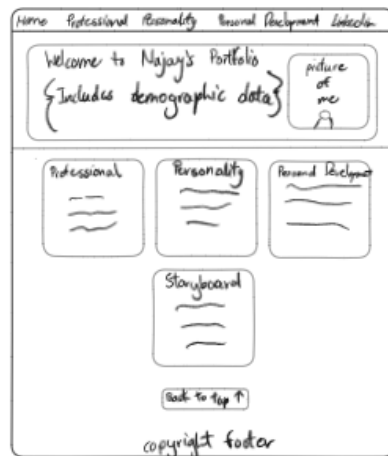 Home Professional Personality Personal Development LinkedIn
Welcome to Najay's Portfolio
{Includes demographic data}
picture
of
me
Professional
Personality
Personal Development
Storyboard
Back to top ↑
copyright footer